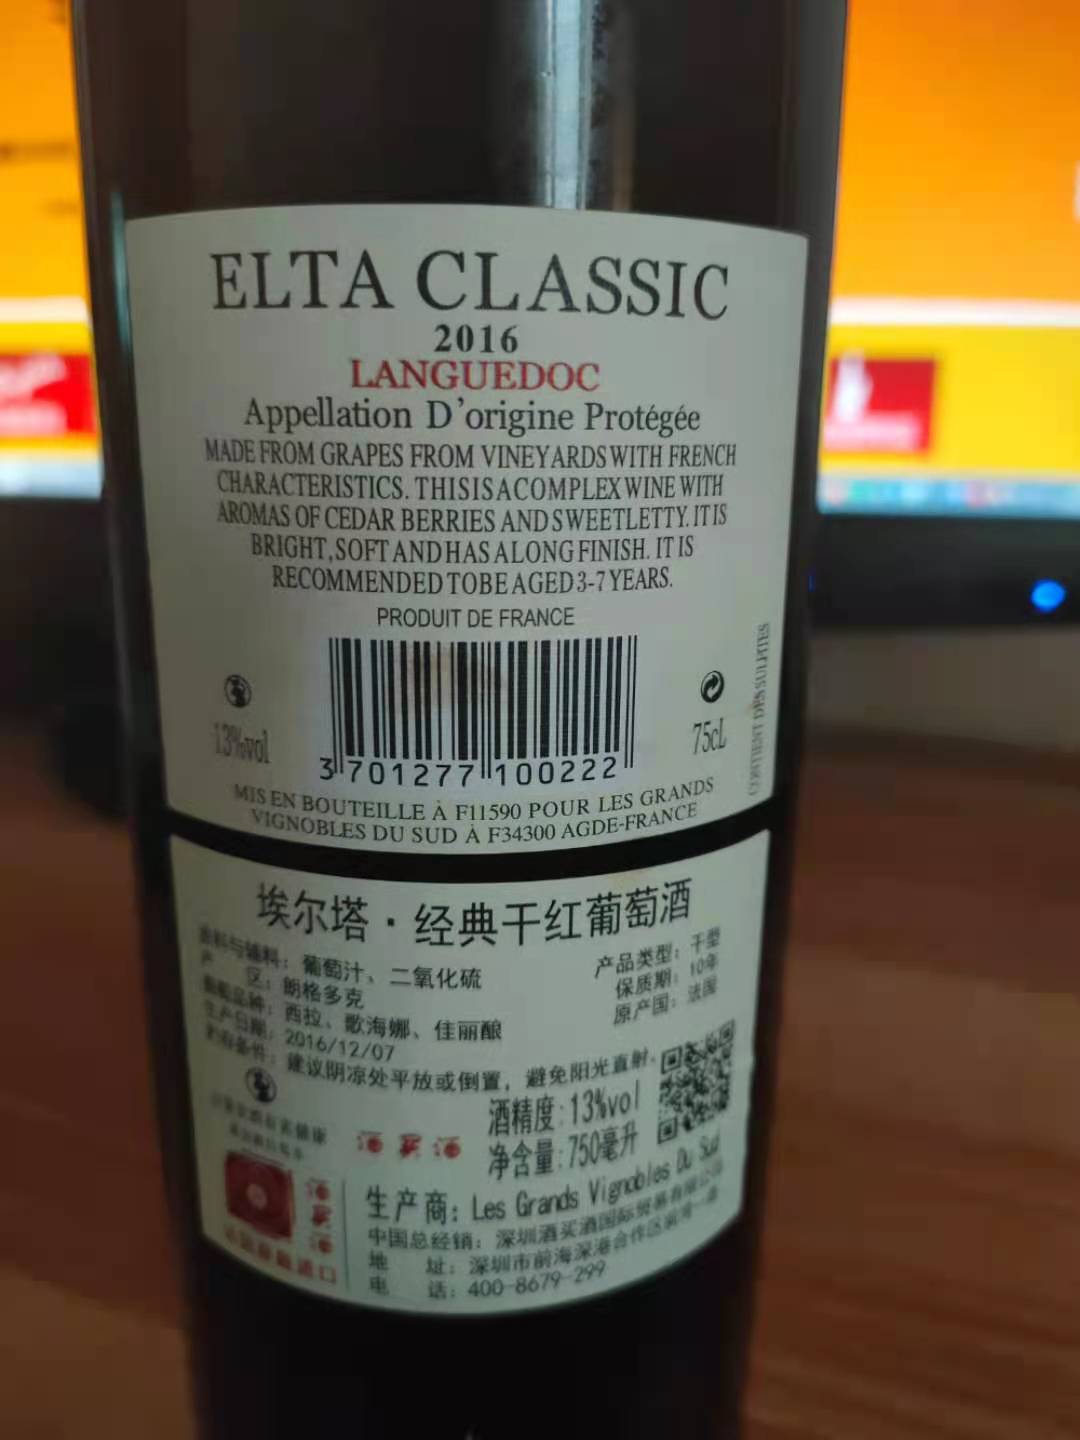 ELTA CLASSIC
2016
LANGUEDOC
Appellation D'origine Protégée
MADE FROM GRAPES FROM VINEYARDS WITH FRENCH
CHARACTERISTICS. THIS IS A COMPLEX WINE WITH
AROMAS OF CEDAR BERRIES AND SWEETLETTY. IT IS
BRIGHT, SOFT AND HAS A LONG FINISH. IT IS
RECOMMENDED TO BE AGED 3-7 YEARS.
PRODUIT DE FRANCE
13%vol
75cL
CONTIENT DES SULFITES
3 701277 100222
MIS EN BOUTEILLE À F11590 POUR LES GRANDS
VIGNOBLES DU SUD À F34300 AGDE-FRANCE
埃尔塔·经典干红葡萄酒
原料与辅料：葡萄汁、二氧化硫
产区：朗格多克
葡萄品种：西拉、歌海娜、佳丽酿
生产日期：2016/12/07
贮存条件：建议阴凉处平放或倒置，避免阳光直射。
产品类型：干型
保质期：10年
原产国：法国
酒精度：13%vol
净含量：750毫升
酒买酒
酒买酒
生产商：Les Grands Vignobles Du Sud
中国总经销：深圳酒买酒国际贸易有限公司
地址：深圳市前海深港合作区前湾一路
电话：400-8679-299